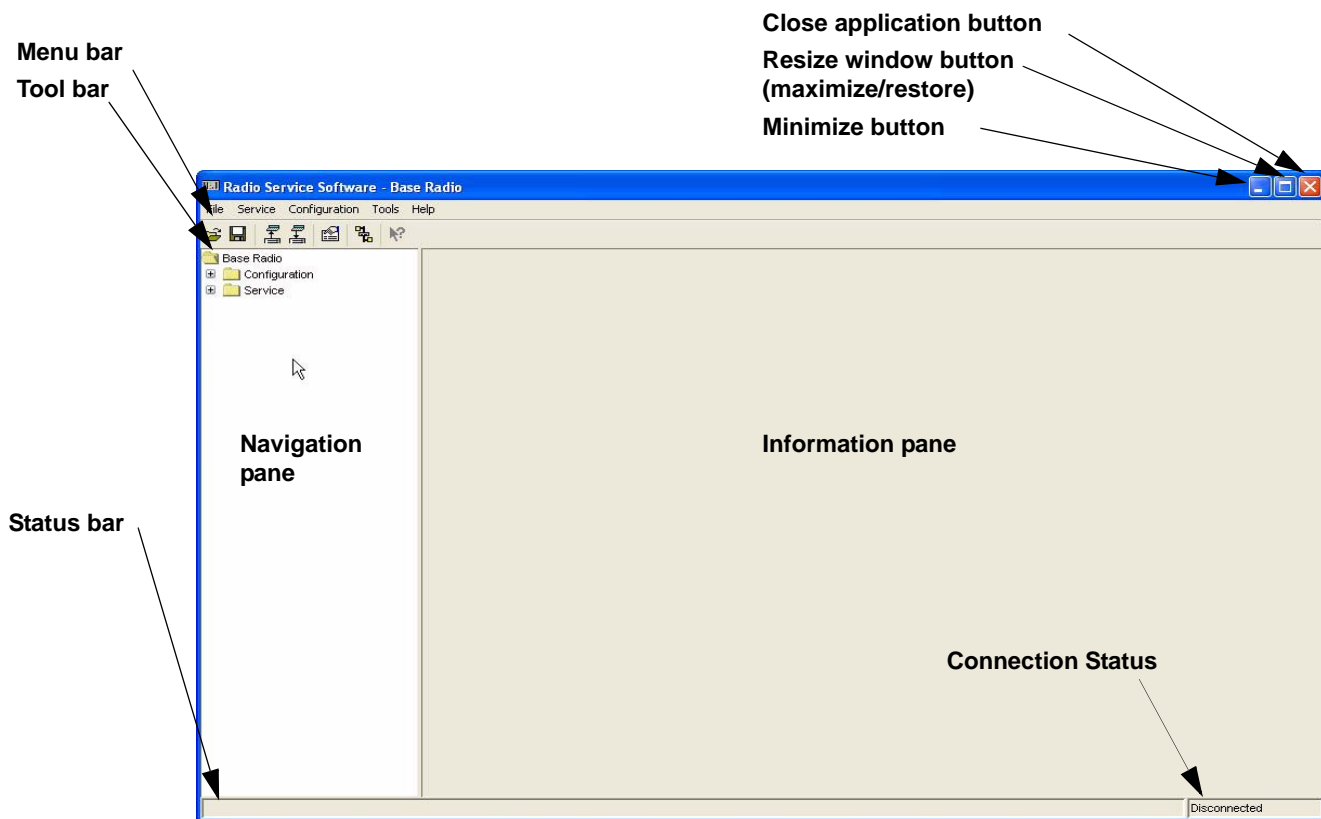 Close application button
Resize window button
(maximize/restore)
Minimize button
Menu bar
Tool bar
Radio Service Software - Base Radio
File Service Configuration Tools Help
Base Radio
Configuration
Service
Navigation
pane
Information pane
Status bar
Connection Status
Disconnected